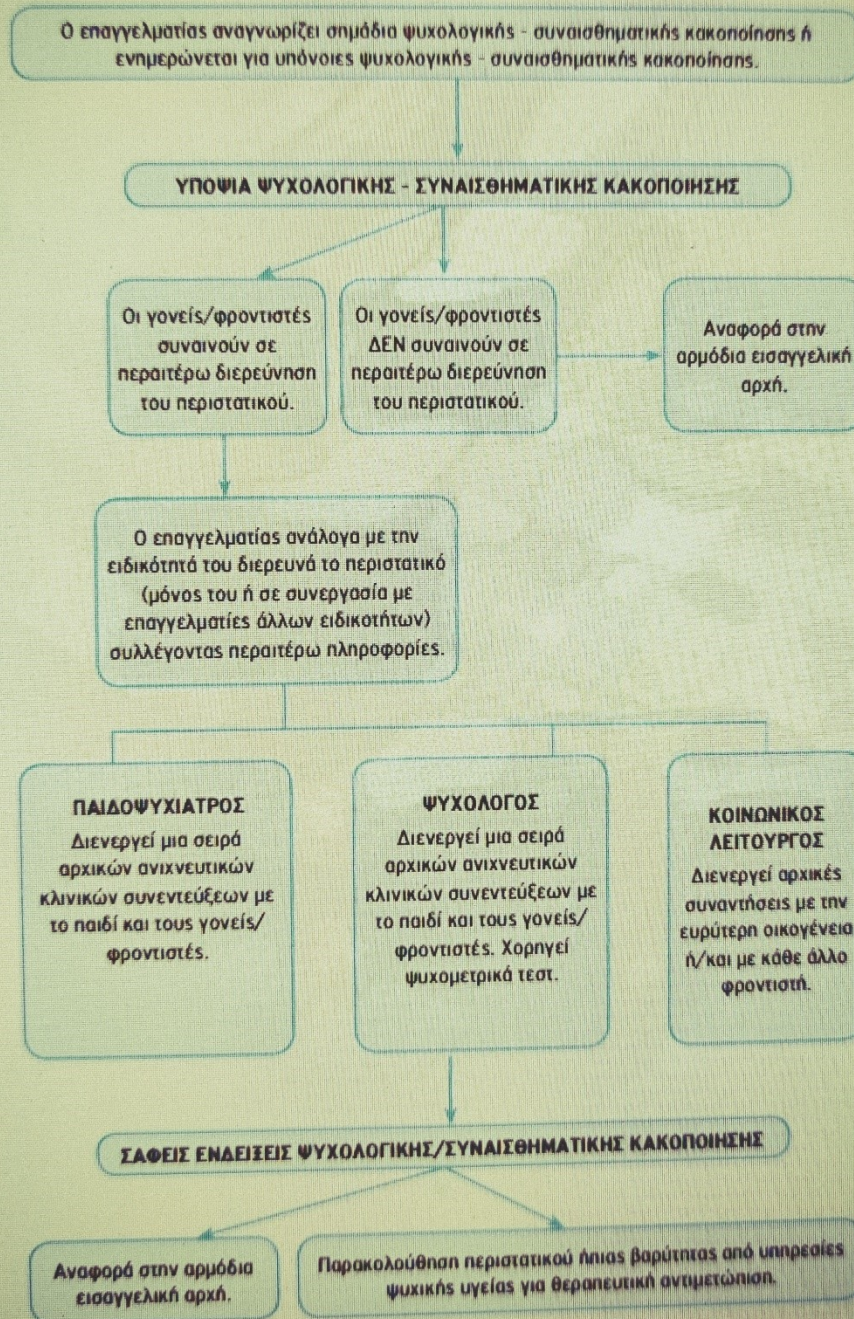 Ο επαγγελματίας αναγνωρίζει σημάδια ψυχολογικής - συναισθηματικής κακοποίησης ή
ενημερώνεται για υπόνοιες ψυχολογικής - συναισθηματικής κακοποίησης.
ΥΠΟΨΙΑ ΨΥΧΟΛΟΓΙΚΗΣ - ΣΥΝΑΙΣΘΗΜΑΤΙΚΗΣ ΚΑΚΟΠΟΙΗΣΗΣ
Οι γονείς/φροντιστές
συναινούν σε
περαιτέρω διερεύνηση
του περιστατικού.
Οι γονείς/φροντιστές
ΔΕΝ συναινούν σε
περαιτέρω διερεύνηση
του περιστατικού.
Αναφορά στην
αρμόδια εισαγγελική
αρχή.
Ο επαγγελματίας ανάλογα με την
ειδικότητά του διερευνά το περιστατικό
(μόνος του ή σε συνεργασία με
επαγγελματίες άλλων ειδικοτήτων)
συλλέγοντας περαιτέρω πληροφορίες.
ΠΑΙΔΟΨΥΧΙΑΤΡΟΣ
Διενεργεί μια σειρά
αρχικών ανιχνευτικών
κλινικών συνεντεύξεων με
το παιδί και τους γονείς/
φροντιστές.
ΨΥΧΟΛΟΓΟΣ
Διενεργεί μια σειρά
αρχικών ανιχνευτικών
κλινικών συνεντεύξεων με
το παιδί και τους γονείς/
φροντιστές. Χορηγεί
ψυχομετρικά τεστ.
ΚΟΙΝΩΝΙΚΟΣ
ΛΕΙΤΟΥΡΓΟΣ
Διενεργεί αρχικές
συναντήσεις με την
ευρύτερη οικογένεια
ή/και με κάθε άλλο
φροντιστή.
ΣΑΦΕΙΣ ΕΝΔΕΙΞΕΙΣ ΨΥΧΟΛΟΓΙΚΗΣ/ΣΥΝΑΙΣΘΗΜΑΤΙΚΗΣ ΚΑΚΟΠΟΙΗΣΗΣ
Αναφορά στην αρμόδια
εισαγγελική αρχή.
Παρακολούθηση περιστατικού ήπιας βαρύτητας από υπηρεσίες
ψυχικής υγείας για θεραπευτική αντιμετώπιση.